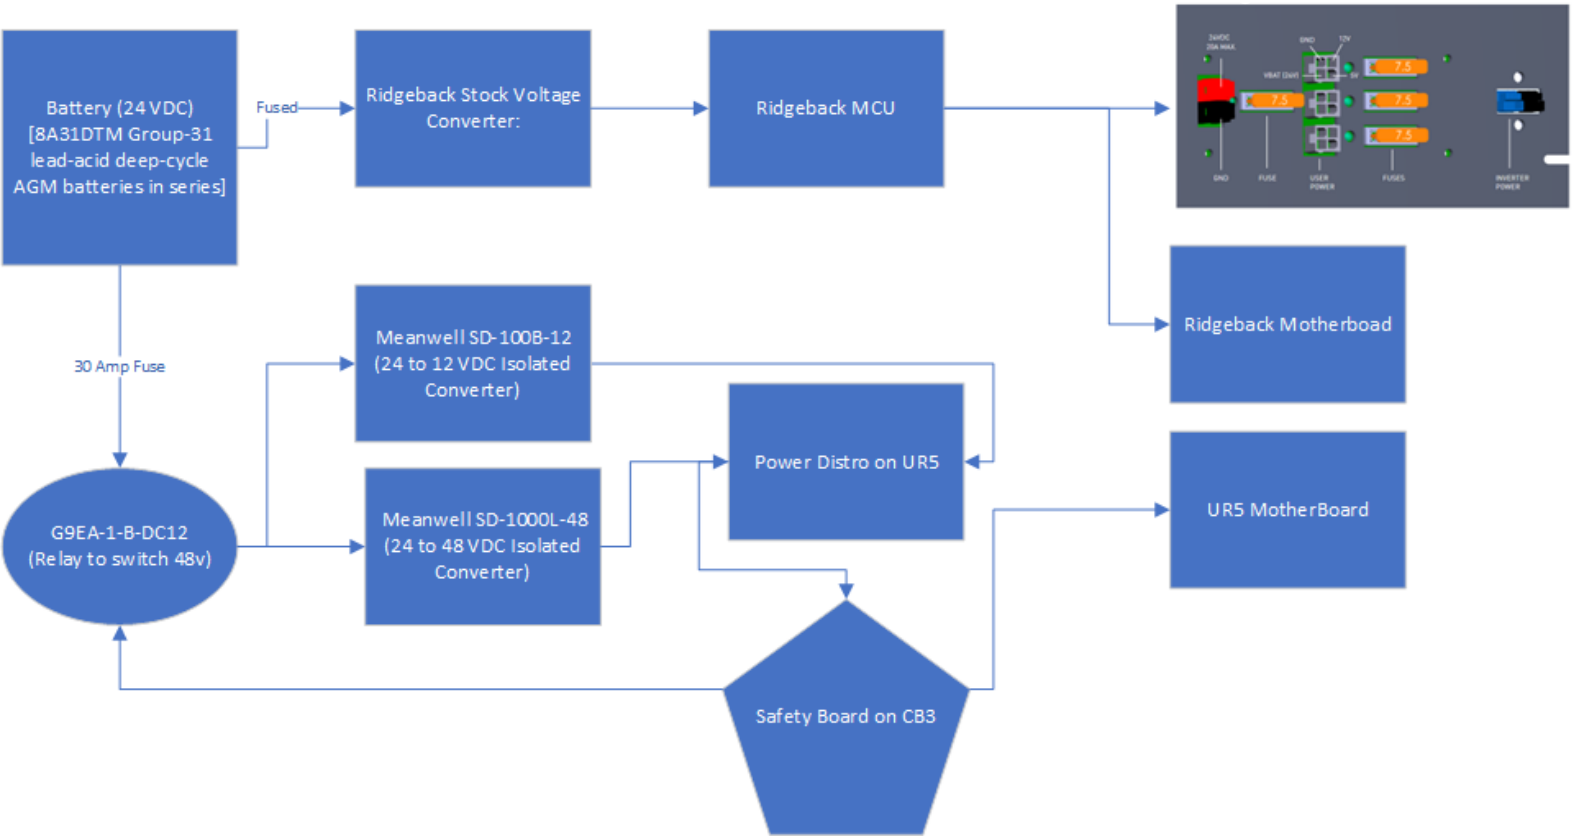 Battery (24 VDC)
[8A31DTM Group-31
lead-acid deep-cycle
AGM batteries in series]
Fused
Ridgeback Stock Voltage
Converter:
Ridgeback MCU
24VDC
20A MAX.
GND
12V
VBAT (24V)
5V
7.5
7.5
7.5
7.5
GND
FUSE
USER
POWER
FUSES
INVERTER
POWER
30 Amp Fuse
Meanwell SD-100B-12
(24 to 12 VDC Isolated
Converter)
Ridgeback Motherboad
Power Distro on UR5
G9EA-1-B-DC12
(Relay to switch 48v)
Meanwell SD-1000L-48
(24 to 48 VDC Isolated
Converter)
UR5 MotherBoard
Safety Board on CB3